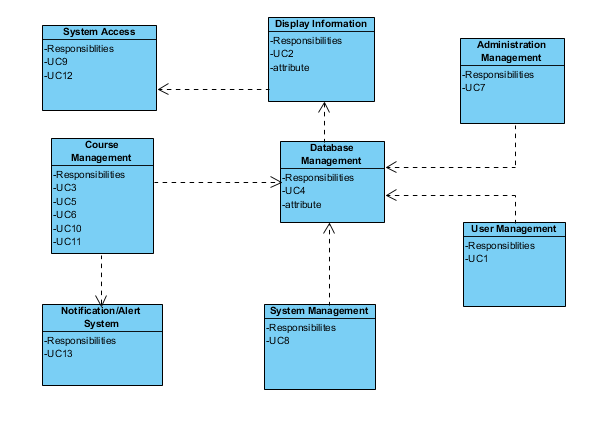 System Access
-Responsiblities
-UC9
-UC12
Display Information
-Responsibilities
-UC2
-attribute
Administration
Management
-Responsibilities
-UC7
Course
Management
-Responsibilities
-UC3
-UC5
-UC6
-UC10
-UC11
Database
Management
-Responsibilities
-UC4
-attribute
User Management
-Responsiblities
-UC1
Notification/Alert
System
-Responsibilities
-UC13
System Management
-Responsibilites
-UC8